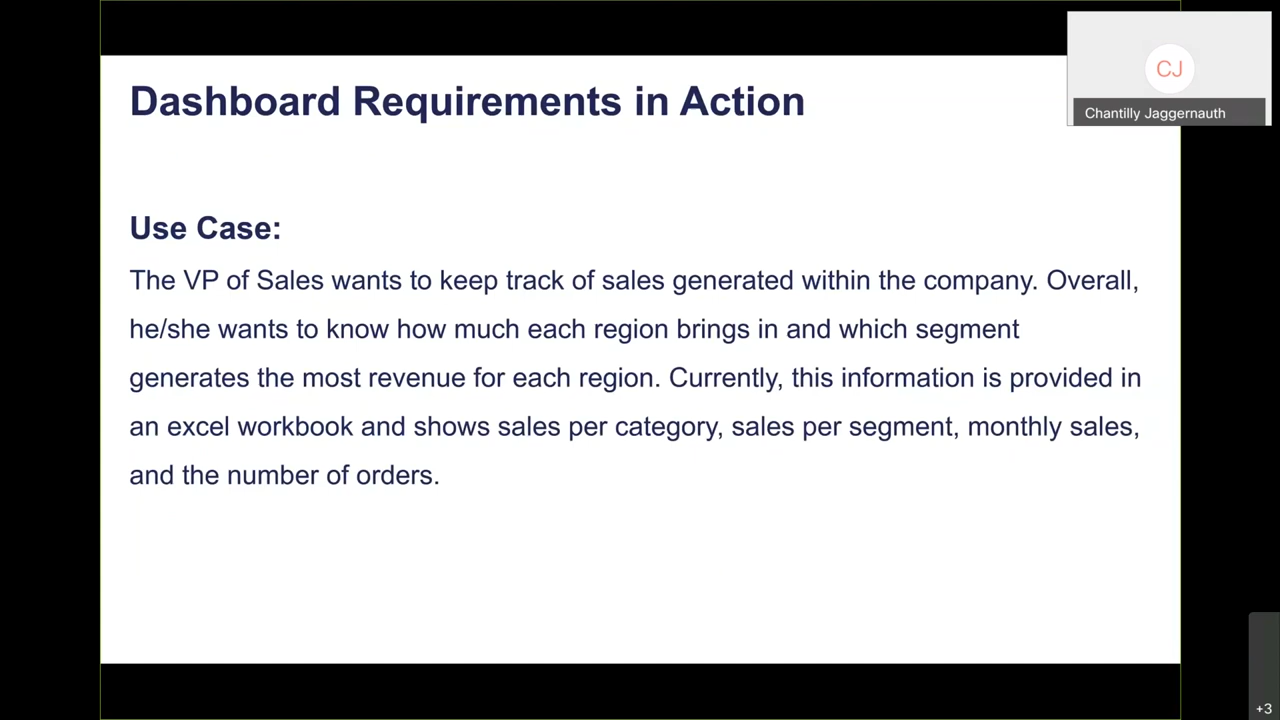 Dashboard Requirements in Action
CJ
Chantilly Jaggernauth
Use Case:
The VP of Sales wants to keep track of sales generated within the company. Overall,
he/she wants to know how much each region brings in and which segment
generates the most revenue for each region. Currently, this information is provided in
an excel workbook and shows sales per category, sales per segment, monthly sales,
and the number of orders.
+3